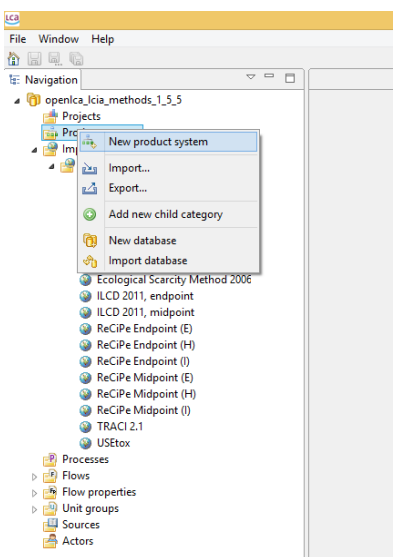 LCA
File Window Help
Navigation
openlca_lcia_methods_1_5_5
Projects
New product system
Import...
Export...
Add new child category
New database
Import database
Ecological Scarcity Method 2006
ILCD 2011, endpoint
ILCD 2011, midpoint
ReCiPe Endpoint (E)
ReCiPe Endpoint (H)
ReCiPe Endpoint (I)
ReCiPe Midpoint (E)
ReCiPe Midpoint (H)
ReCiPe Midpoint (I)
TRACI 2.1
USEtox
Processes
Flows
Flow properties
Unit groups
Sources
Actors